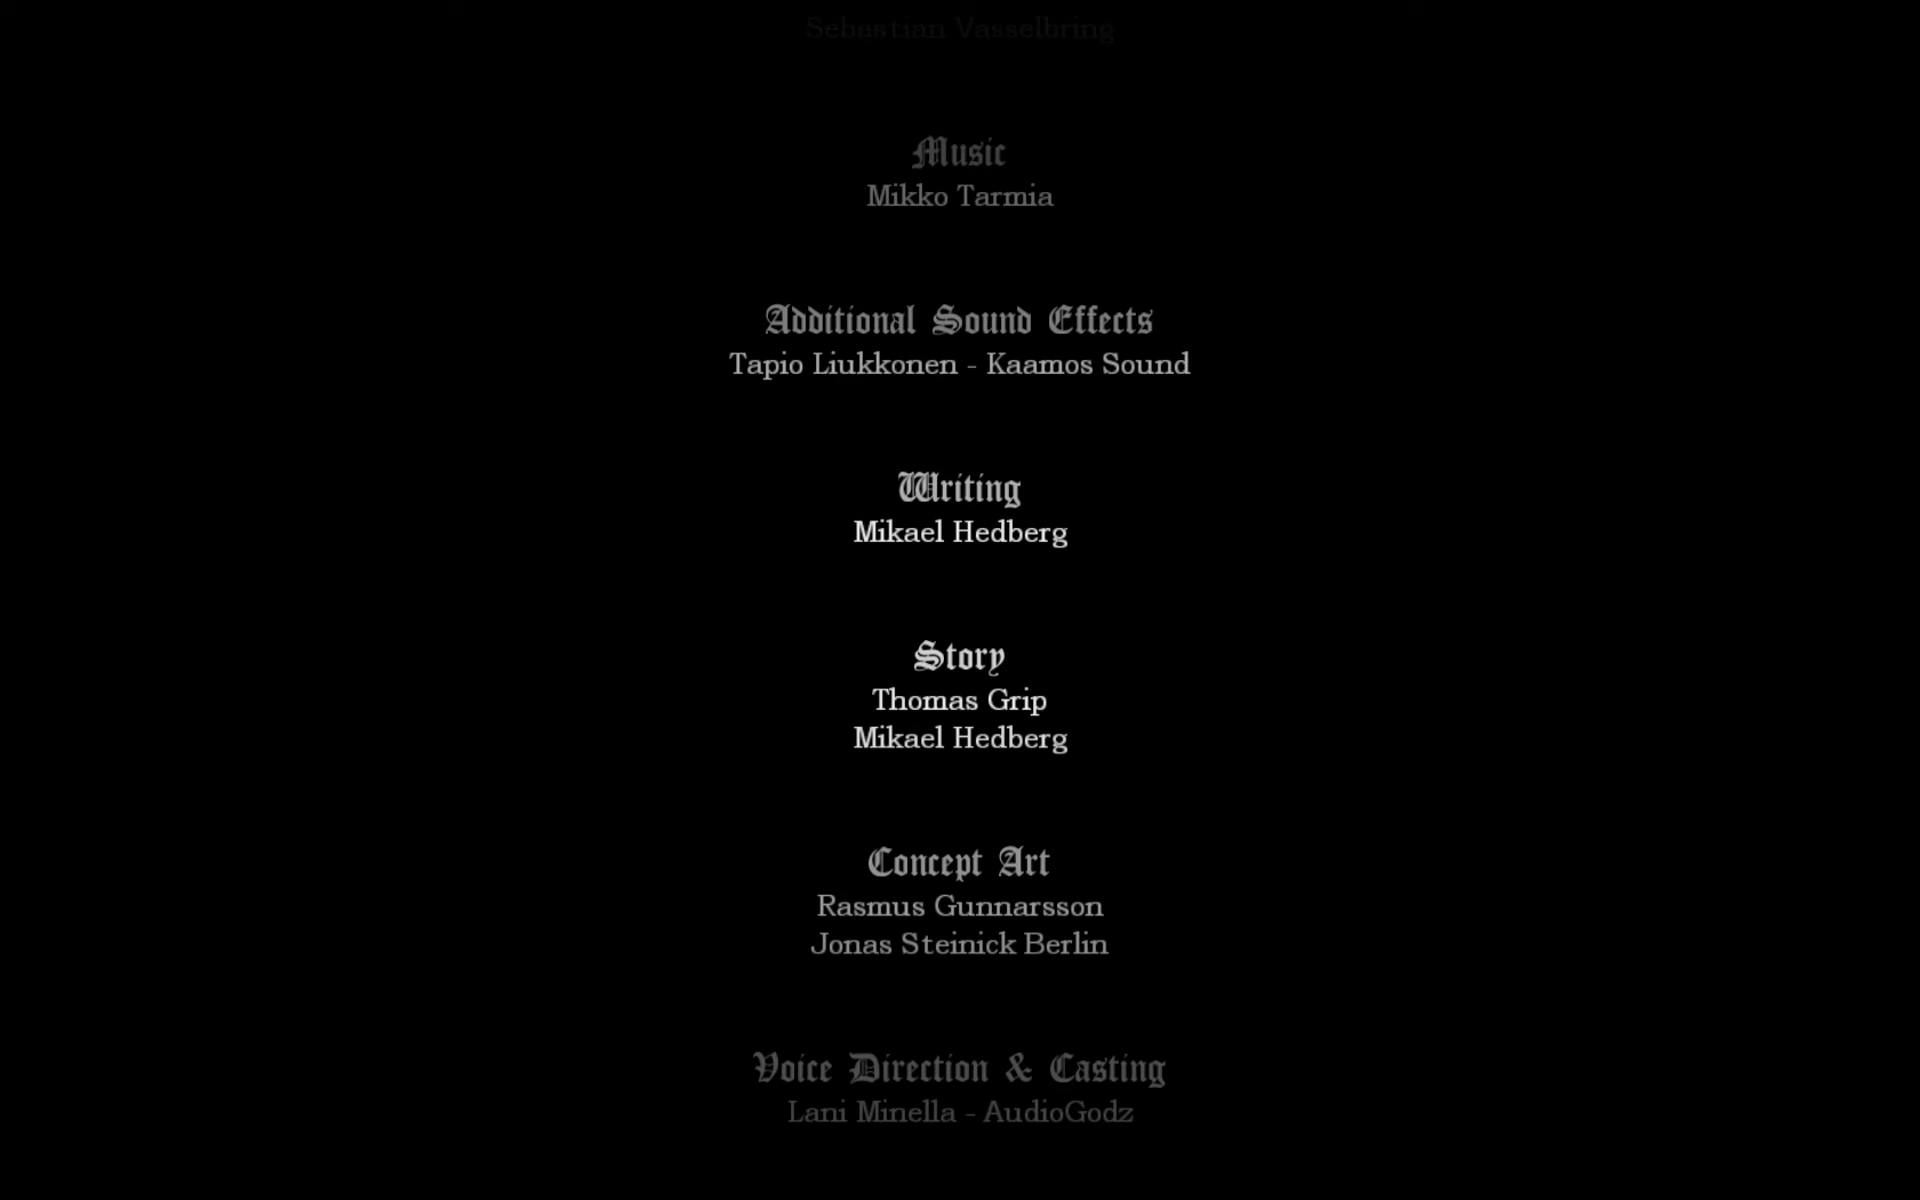 Sebastian Vasselbring
Music
Mikko Tarmia
Additional Sound Effects
Tapio Liukkonen - Kaamos Sound
Writing
Mikael Hedberg
Story
Thomas Grip
Mikael Hedberg
Concept Art
Rasmus Gunnarsson
Jonas Steinick Berlin
Voice Direction & Casting
Lani Minella - AudioGodz